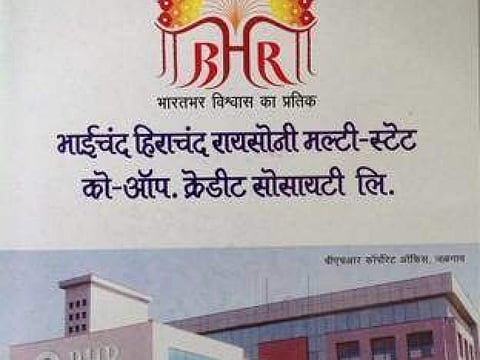 BHR
भारतभर विश्वास का प्रतिक
भाईचंद हिराचंद रायसोनी मल्टी-स्टेट
को-ऑप. क्रेडीट सोसायटी लि.
बीएचआर कॉर्पोरेट ऑफिस, जळगाव